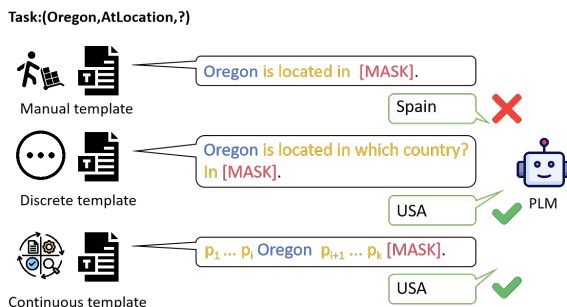 Task:(Oregon,AtLocation,?)
Oregon is located in [MASK].
Manual template
Spain
Oregon is located in which country?
In [MASK].
Discrete template
USA
PLM
p1 ... pi Oregon pi+1 ... pk [MASK].
USA
Continuous template